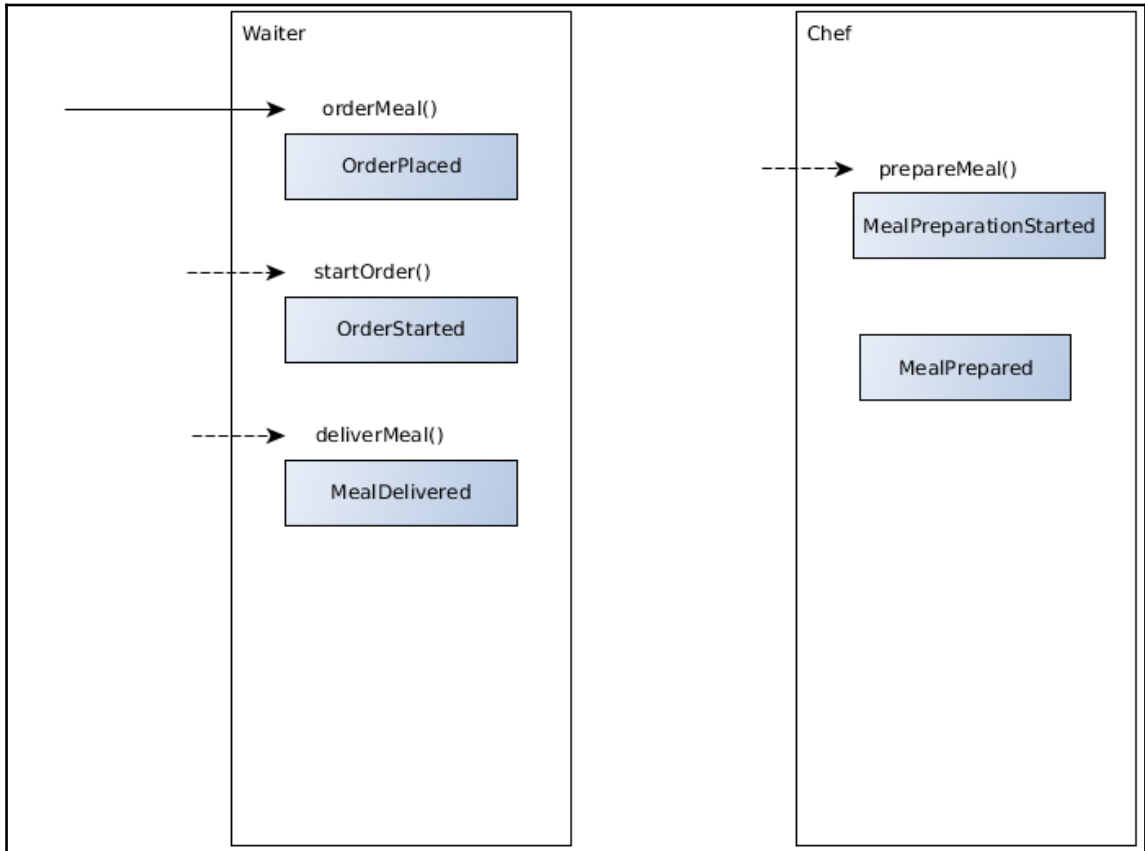 Waiter
orderMeal()
OrderPlaced
startOrder()
OrderStarted
deliverMeal()
MealDelivered
Chef
prepareMeal()
MealPreparationStarted
MealPrepared